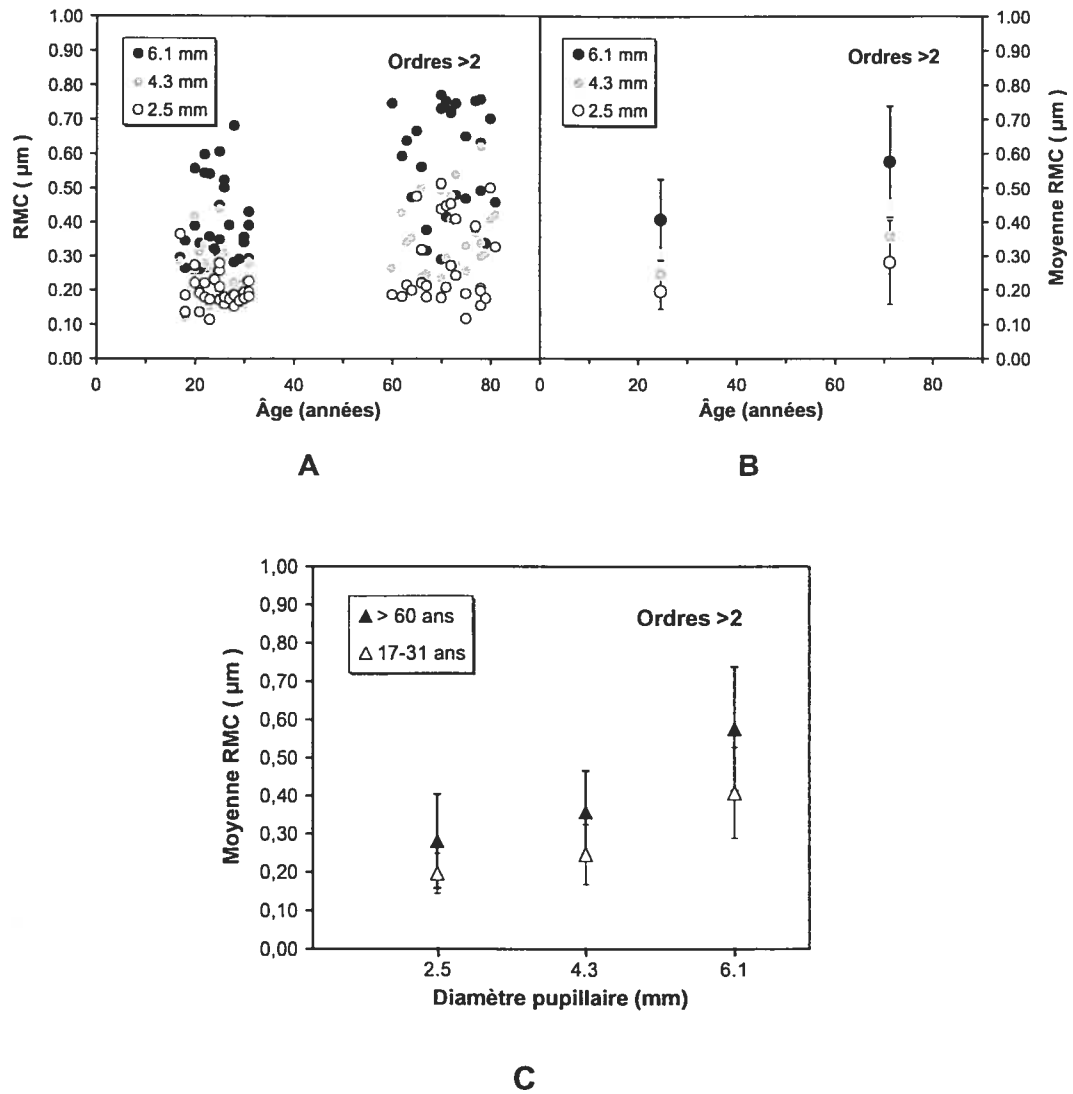 1.00
0.90
0.80
0.70
0.60
0.50
0.40
0.30
0.20
0.10
0.00
RMC ( µm )
6.1 mm
4.3 mm
2.5 mm
Ordres >2
0 20 40 60 80
Âge (années)
A
6.1 mm
4.3 mm
2.5 mm
Ordres >2
1.00
0.90
0.80
0.70
0.60
0.50
0.40
0.30
0.20
0.10
0.00
Moyenne RMC ( µm )
0 20 40 60 80
Âge (années)
B
1,00
0,90
0,80
0,70
0,60
0,50
0,40
0,30
0,20
0,10
0,00
Moyenne RMC ( µm )
> 60 ans
17-31 ans
Ordres >2
2.5 4.3 6.1
Diamètre pupillaire (mm)
C